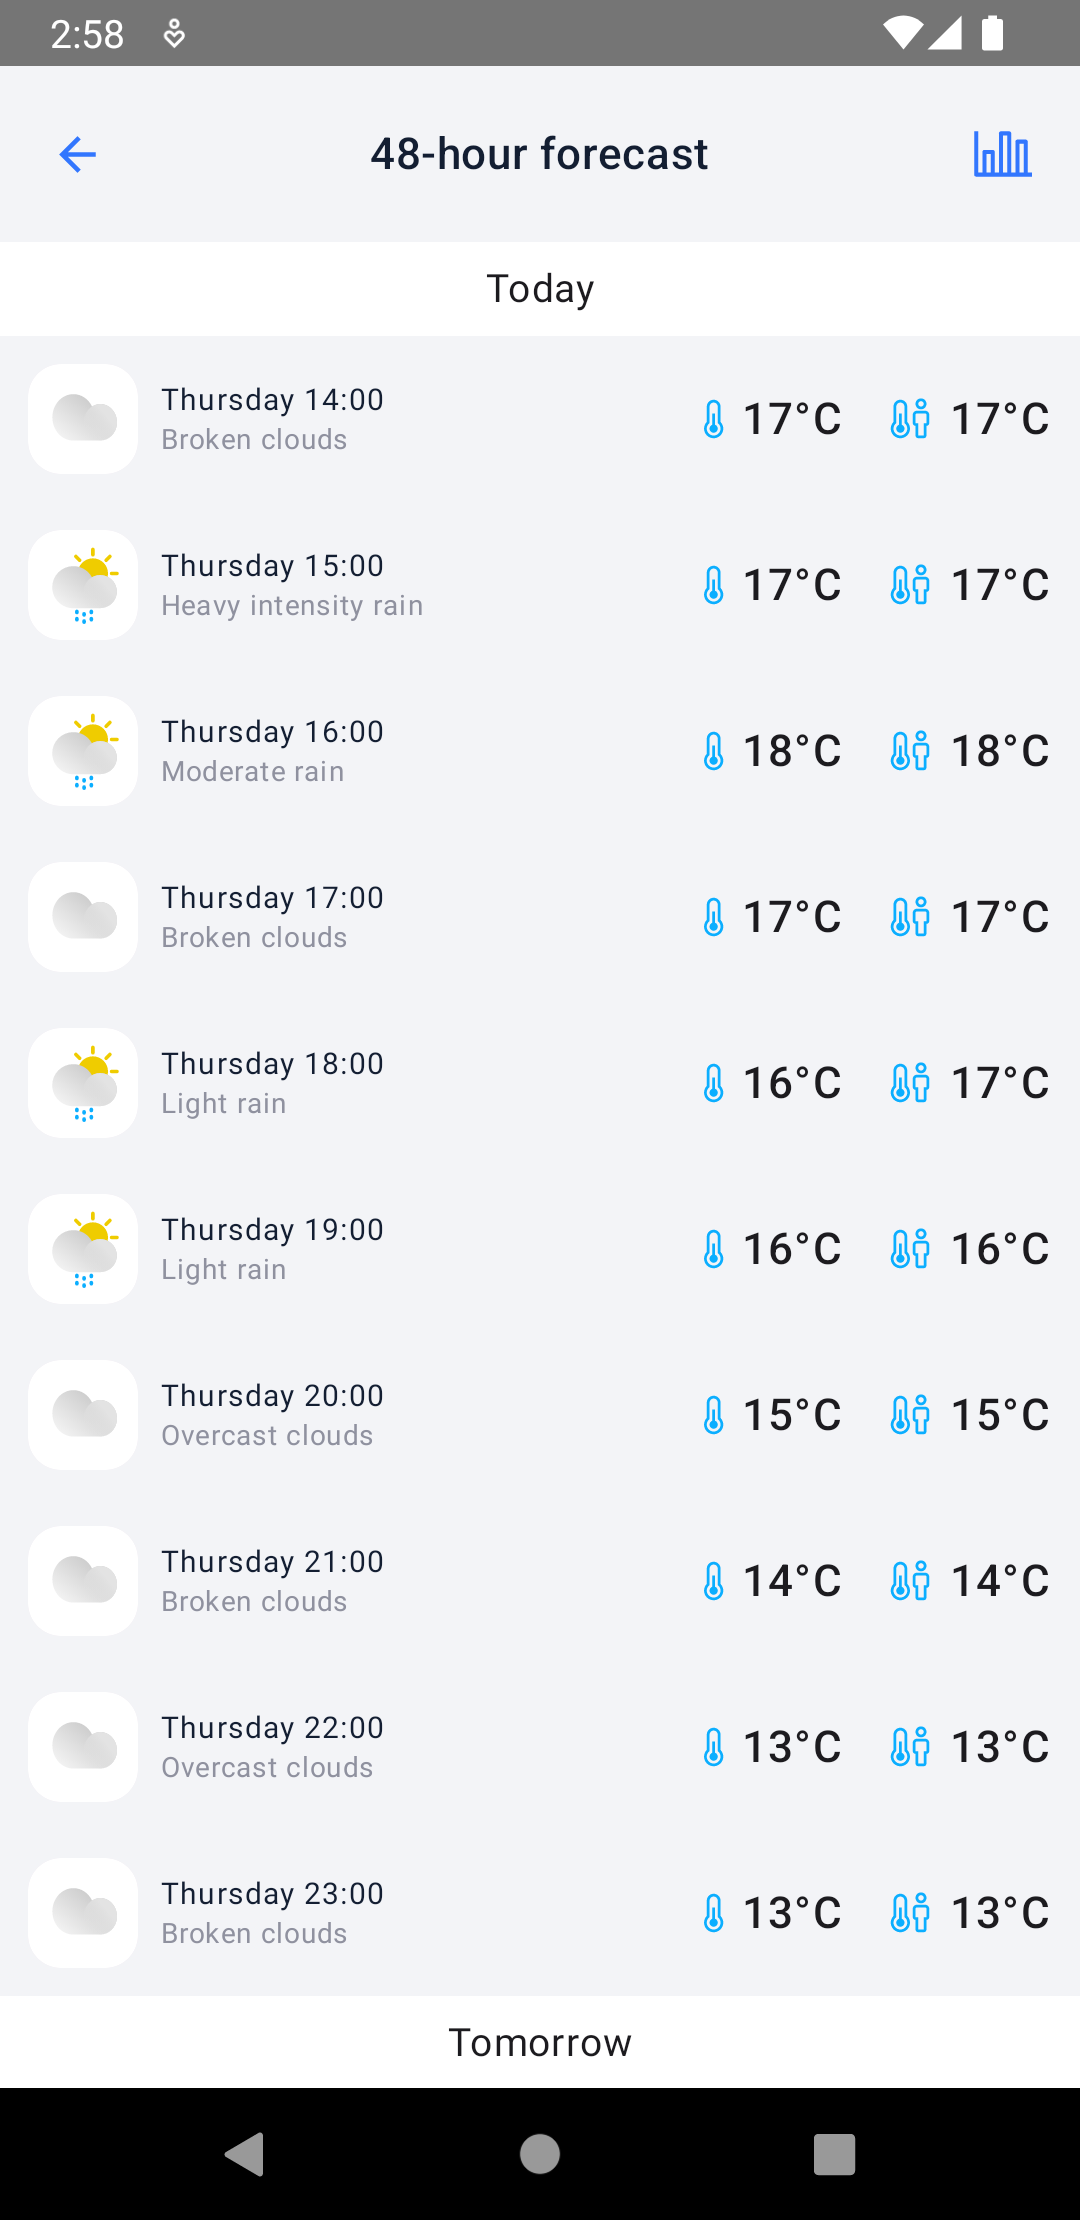 2:58
48-hour forecast
Today
Thursday 14:00
Broken clouds
17°C 17°C
Thursday 15:00
Heavy intensity rain
17°C 17°C
Thursday 16:00
Moderate rain
18°C 18°C
Thursday 17:00
Broken clouds
17°C 17°C
Thursday 18:00
Light rain
16°C 17°C
Thursday 19:00
Light rain
16°C 16°C
Thursday 20:00
Overcast clouds
15°C 15°C
Thursday 21:00
Broken clouds
14°C 14°C
Thursday 22:00
Overcast clouds
13°C 13°C
Thursday 23:00
Broken clouds
13°C 13°C
Tomorrow